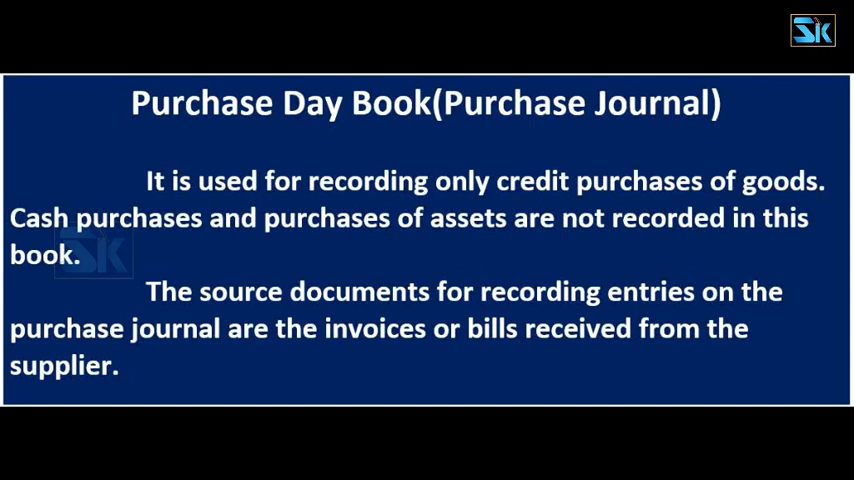 SK
Purchase Day Book(Purchase Journal)
It is used for recording only credit purchases of goods.
Cash purchases and purchases of assets are not recorded in this
book.
SK
The source documents for recording entries on the
purchase journal are the invoices or bills received from the
supplier.